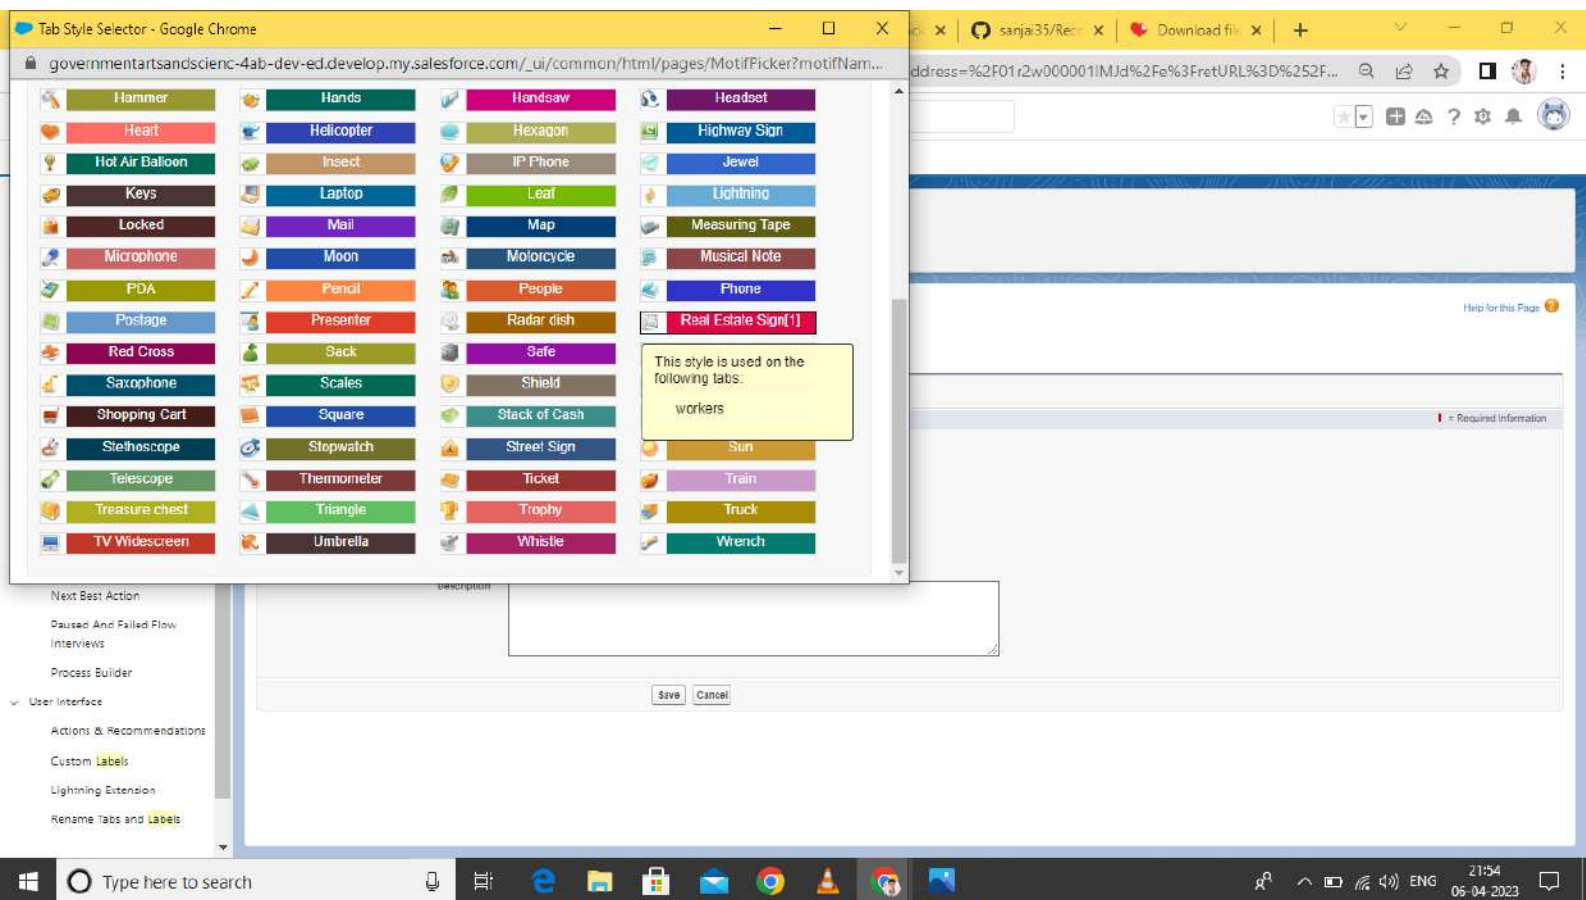 Tab Style Selector - Google Chrome
sanjai35/Rec
Download fil
governmentartsandscienc-4ab-dev-ed.develop.my.salesforce.com/_ui/common/html/pages/MotifPicker?motifNam...
ddress=%2F01r2w000001IMJd%2Fe%3FretURL%3D%252F...
Hammer Hands Handsaw Headset
Heart Helicopter Hexagon Highway Sign
Hot Air Balloon Insect IP Phone Jewel
Keys Laptop Leaf Lightning
Locked Mail Map Measuring Tape
Microphone Moon Motorcycle Musical Note
PDA Pencil People Phone
Postage Presenter Radar dish Real Estate Sign[1]
Red Cross Sack Safe
Saxophone Scales Shield
Shopping Cart Square Stack of Cash
Stethoscope Stopwatch Street Sign Sun
Telescope Thermometer Ticket Train
Treasure chest Triangle Trophy Truck
TV Widescreen Umbrella Whistle Wrench
This style is used on the
following tabs:
workers
Help for this Page
= Required Information
Description
Save Cancel
Next Best Action
Paused And Failed Flow
Interviews
Process Builder
User Interface
Actions & Recommendations
Custom Labels
Lightning Extension
Rename Tabs and Labels
Type here to search
ENG
21:54
06-04-2023